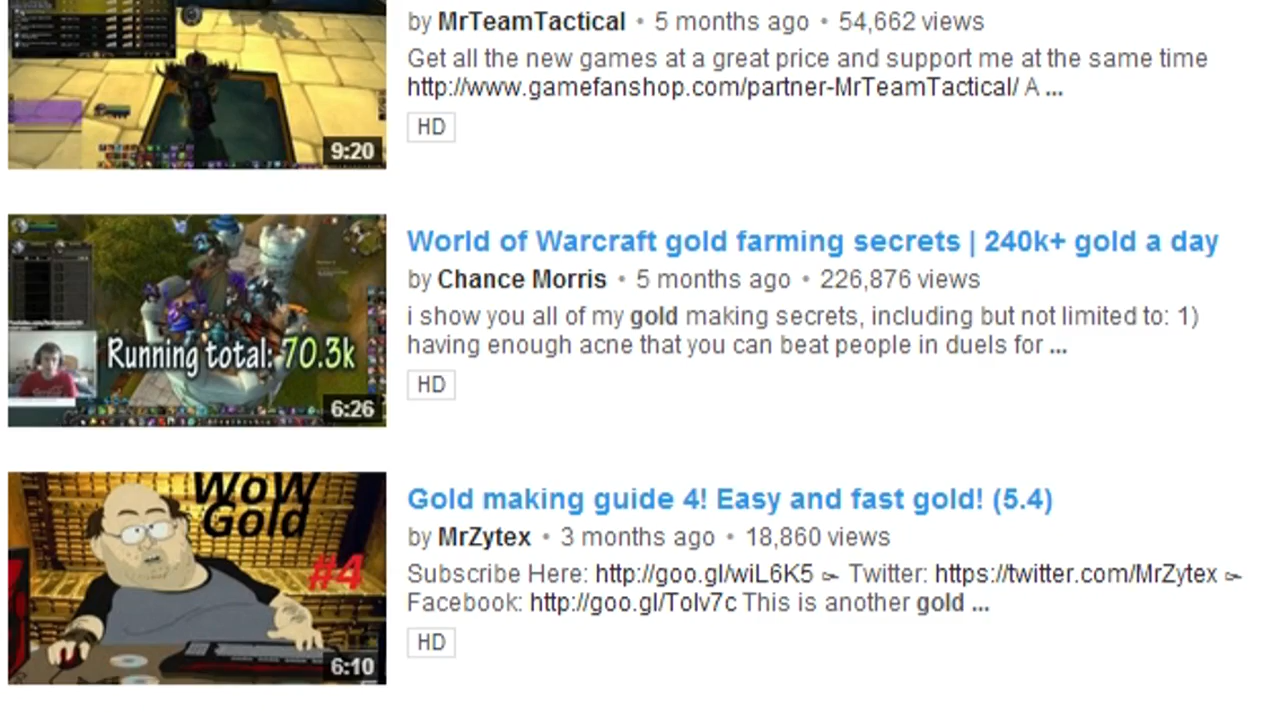 by MrTeamTactical • 5 months ago • 54,662 views
Get all the new games at a great price and support me at the same time
http://www.gamefanshop.com/partner-MrTeamTactical/ A ...
HD
9:20
World of Warcraft gold farming secrets | 240k+ gold a day
by Chance Morris • 5 months ago • 226,876 views
i show you all of my gold making secrets, including but not limited to: 1)
having enough acne that you can beat people in duels for ...
HD
Running total: 70.3k
6:26
WoW
Gold
#4
6:10
Gold making guide 4! Easy and fast gold! (5.4)
by MrZytex • 3 months ago • 18,860 views
Subscribe Here: http://goo.gl/wiL6K5 ✁ Twitter: https://twitter.com/MrZytex ✁
Facebook: http://goo.gl/Tolv7c This is another gold ...
HD